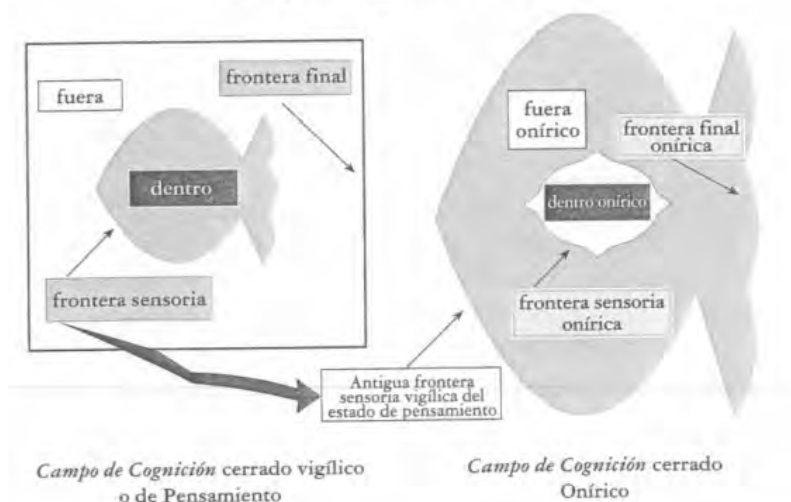 fuera
frontera final
dentro
frontera sensoria
fuera
onírico
frontera final
onírica
dentro onírico
frontera sensoria
onírica
Antigua frontera
sensoria vigílica del
estado de pensamiento
Campo de Cognición cerrado vigílico
o de Pensamiento
Campo de Cognición cerrado
Onírico